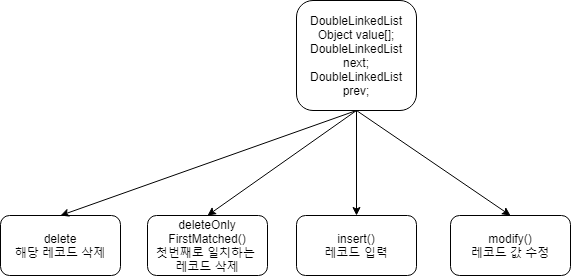 DoubleLinkedList
Object value[];
DoubleLinkedList
next;
DoubleLinkedList
prev;
delete
해당 레코드 삭제
deleteOnly
FirstMatched()
첫번째로 일치하는
레코드 삭제
insert()
레코드 입력
modify()
레코드 값 수정